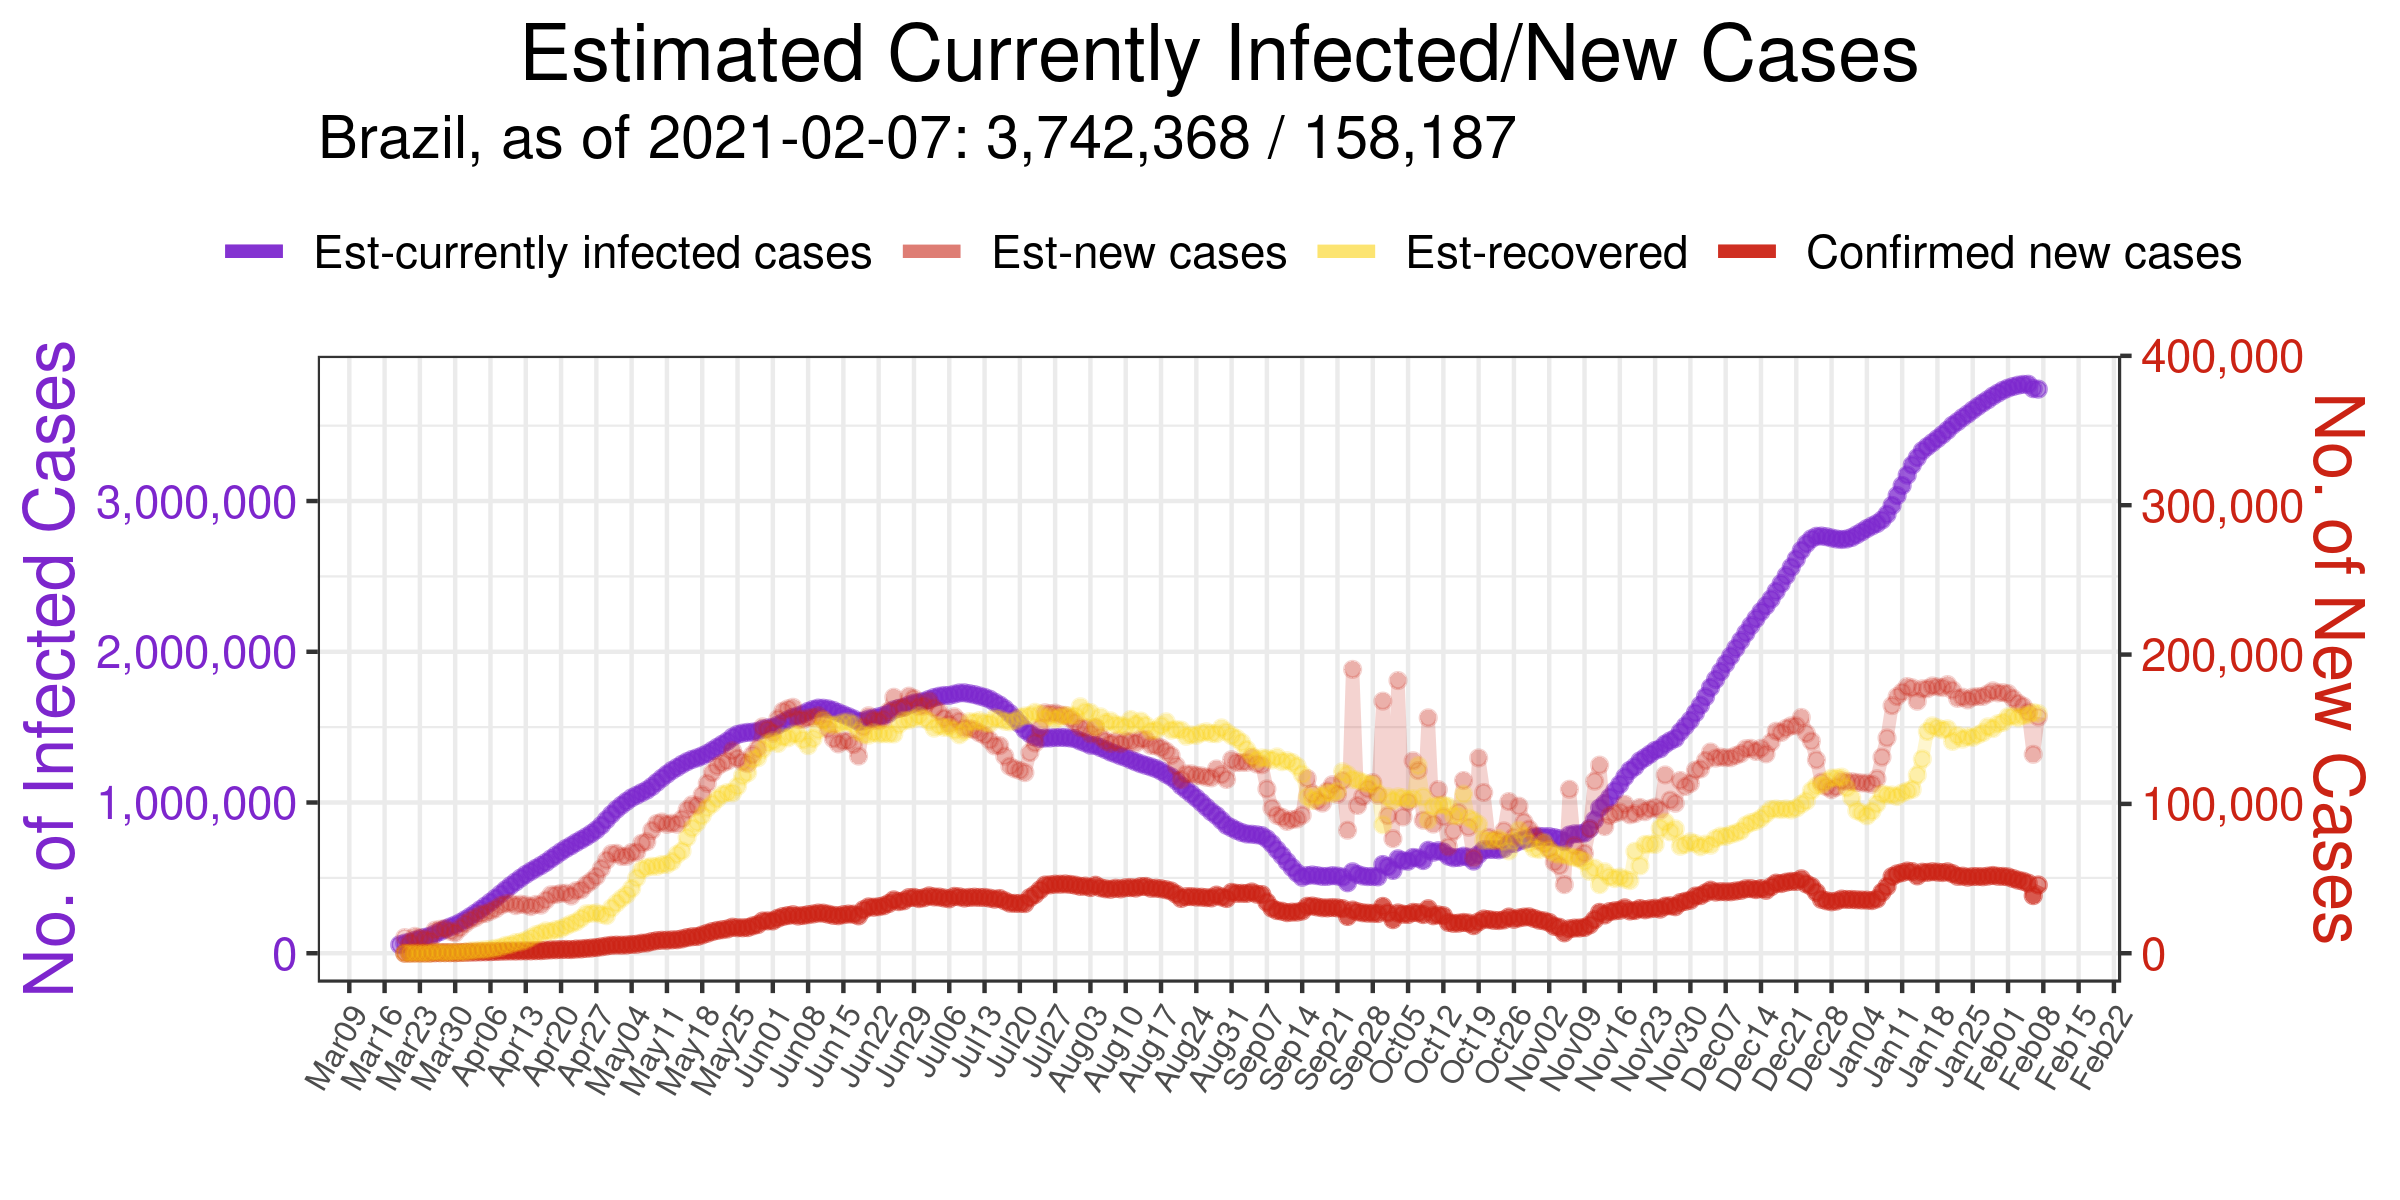 Estimated Currently Infected/New Cases
Brazil, as of 2021-02-07: 3,742,368 / 158,187
Est-currently infected cases Est-new cases Est-recovered Confirmed new cases
No. of Infected Cases
3,000,000
2,000,000
1,000,000
0
400,000
300,000
200,000
100,000
0
No. of New Cases
Mar09 Mar16 Mar23 Mar30 Apr06 Apr13 Apr20 Apr27 May04 May11 May18 May25 Jun01 Jun08 Jun15 Jun22 Jun29 Jul06 Jul13 Jul20 Jul27 Aug03 Aug10 Aug17 Aug24 Aug31 Sep07 Sep14 Sep21 Sep28 Oct05 Oct12 Oct19 Oct26 Nov02 Nov09 Nov16 Nov23 Nov30 Dec07 Dec14 Dec21 Dec28 Jan04 Jan11 Jan18 Jan25 Feb01 Feb08 Feb15 Feb22